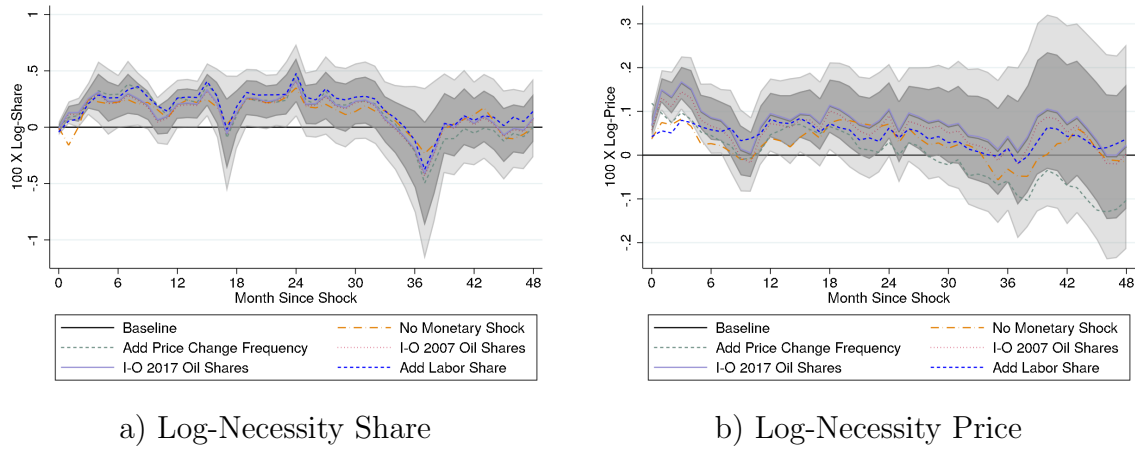 1
.5
0
-.5
-1
100 X Log-Share
0 6 12 18 24 30 36 42 48
Month Since Shock
Baseline
No Monetary Shock
Add Price Change Frequency
I-O 2007 Oil Shares
I-O 2017 Oil Shares
Add Labor Share
a) Log-Necessity Share
.3
.2
.1
0
-.1
-.2
100 X Log-Price
0 6 12 18 24 30 36 42 48
Month Since Shock
Baseline
No Monetary Shock
Add Price Change Frequency
I-O 2007 Oil Shares
I-O 2017 Oil Shares
Add Labor Share
b) Log-Necessity Price